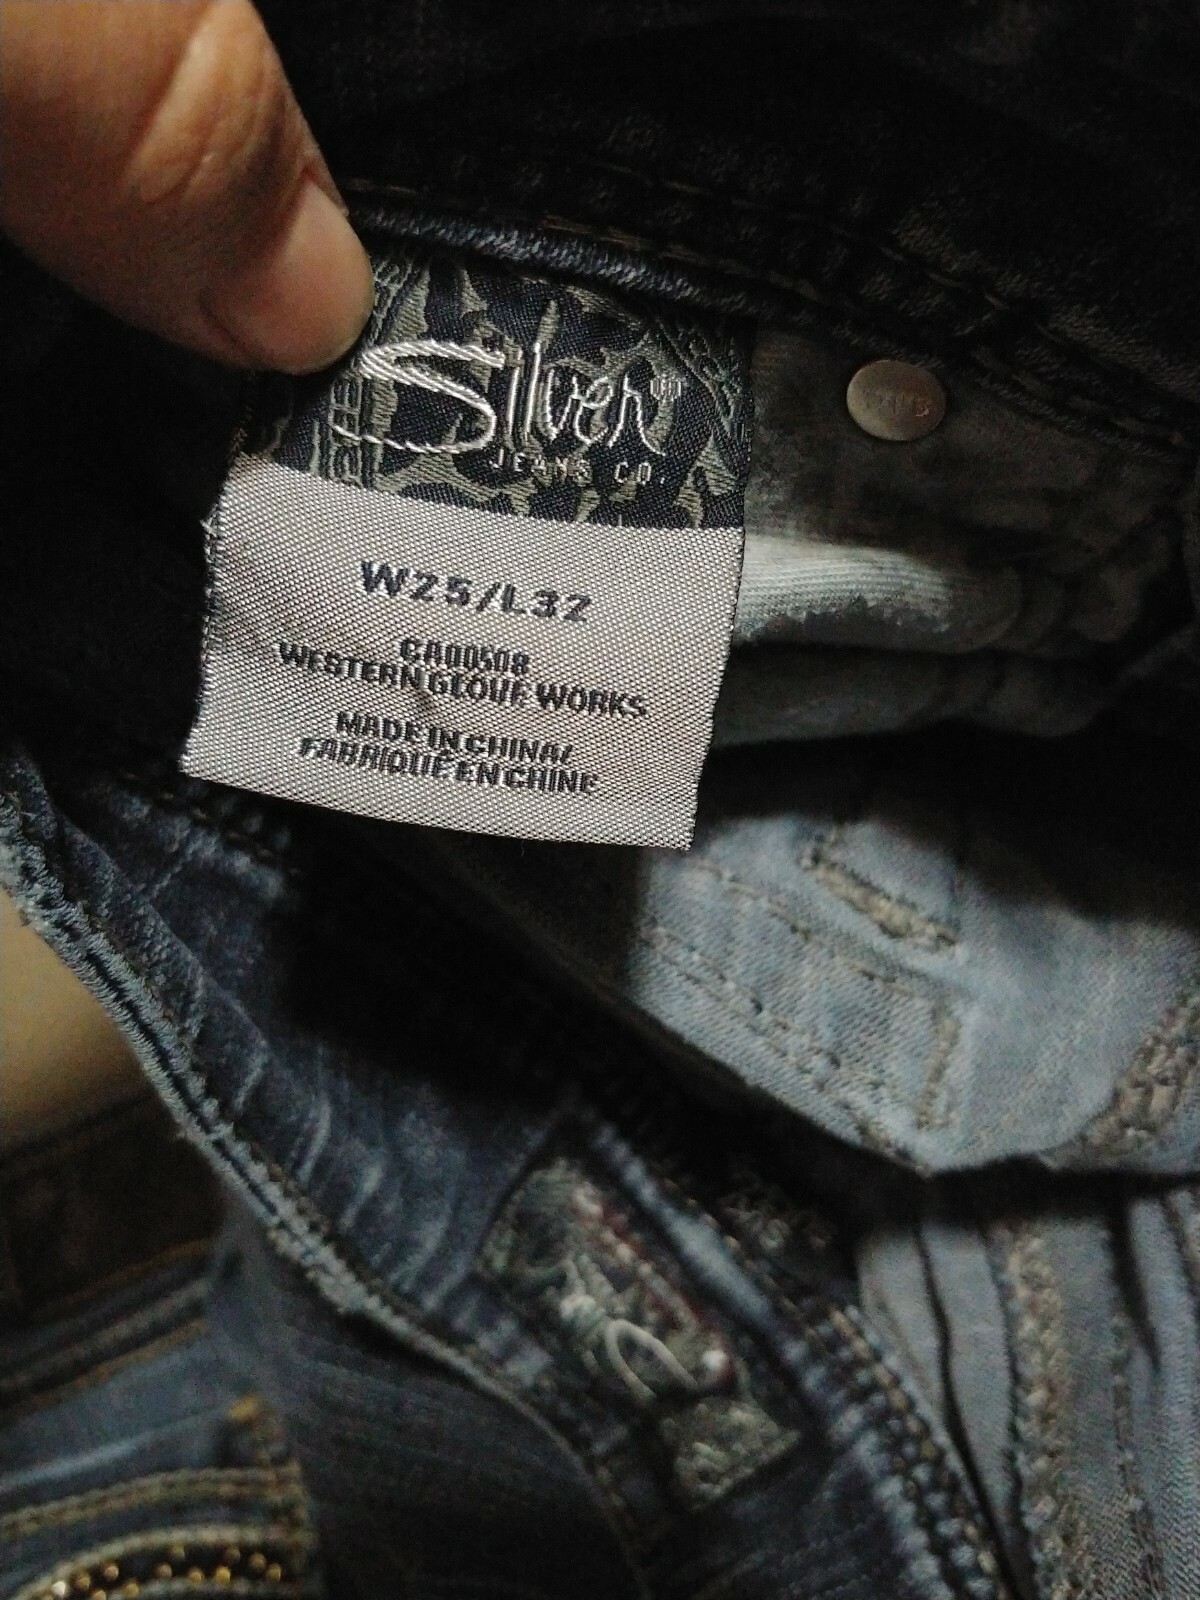 Silver
JEANS CO.
W25/L32
CA00508
WESTERN GLOVE WORKS
MADE IN CHINA/
FABRIQUÉ EN CHINE